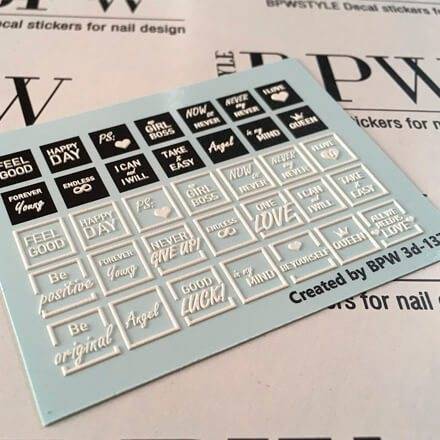 BPWSTYLE Decal stickers for nail design
BPW
Decal stickers for nail design
STYLE
BPW
FEEL GOOD
HAPPY DAY
PS:
GIRL BOSS
NOW or NEVER
NEVER say NEVER
I LOVE
FOREVER Young
ENDLESS
I CAN and I WILL
TAKE it EASY
Angel
in my MIND
QUEEN
FEEL GOOD
HAPPY DAY
PS:
GIRL BOSS
NOW or NEVER
NEVER say NEVER
I LOVE
Be positive
FOREVER Young
NEVER GIVE UP!
ENDLESS
ONE LOVE
I CAN and I WILL
TAKE it EASY
Be original
Angel
GOOD LUCK!
in my MIND
BE YOURSELF
QUEEN
ALL WE NEED IS LOVE
Created by BPW 3d-13
rs for nail